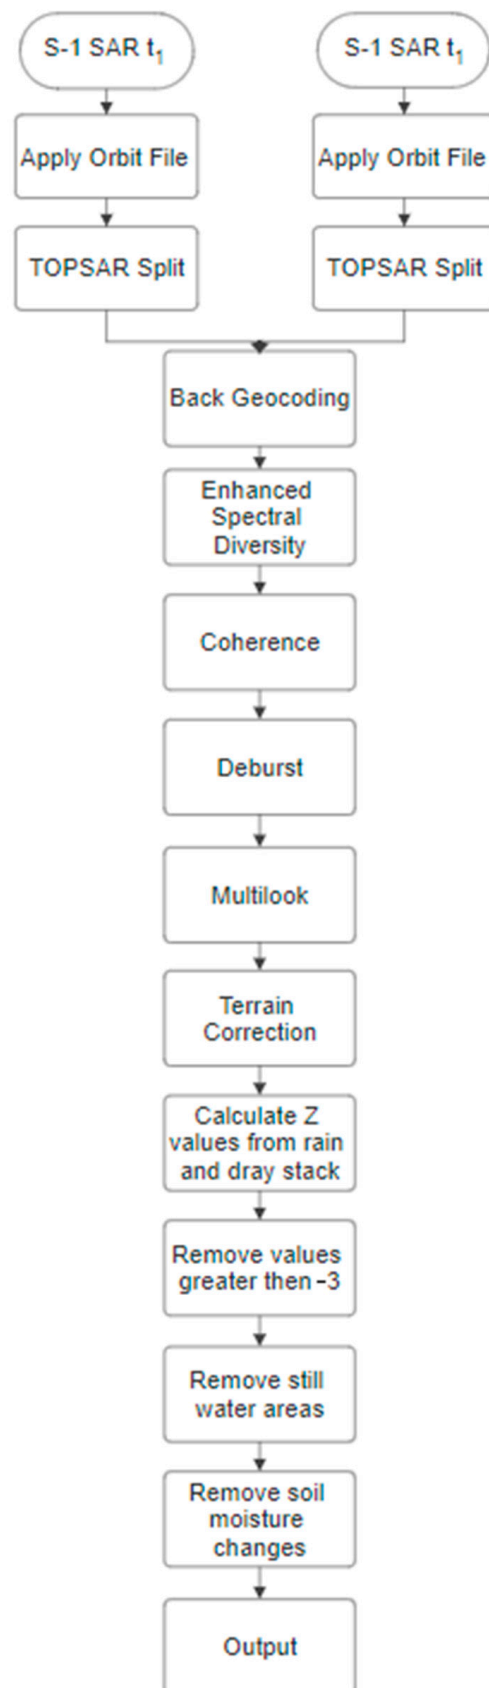 S-1 SAR t₁
S-1 SAR t₁
Apply Orbit File
Apply Orbit File
TOPSAR Split
TOPSAR Split
Back Geocoding
Enhanced
Spectral
Diversity
Coherence
Deburst
Multilook
Terrain
Correction
Calculate Z
values from rain
and dray stack
Remove values
greater then -3
Remove still
water areas
Remove soil
moisture
changes
Output